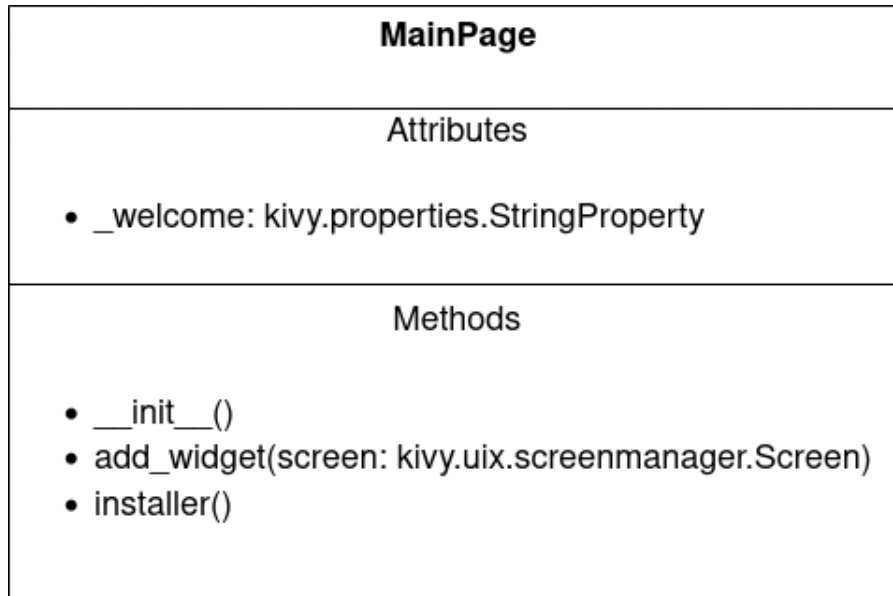 MainPage
Attributes
• _welcome: kivy.properties.StringProperty
Methods
• __init__()
• add_widget(screen: kivy.uix.screenmanager.Screen)
• installer()